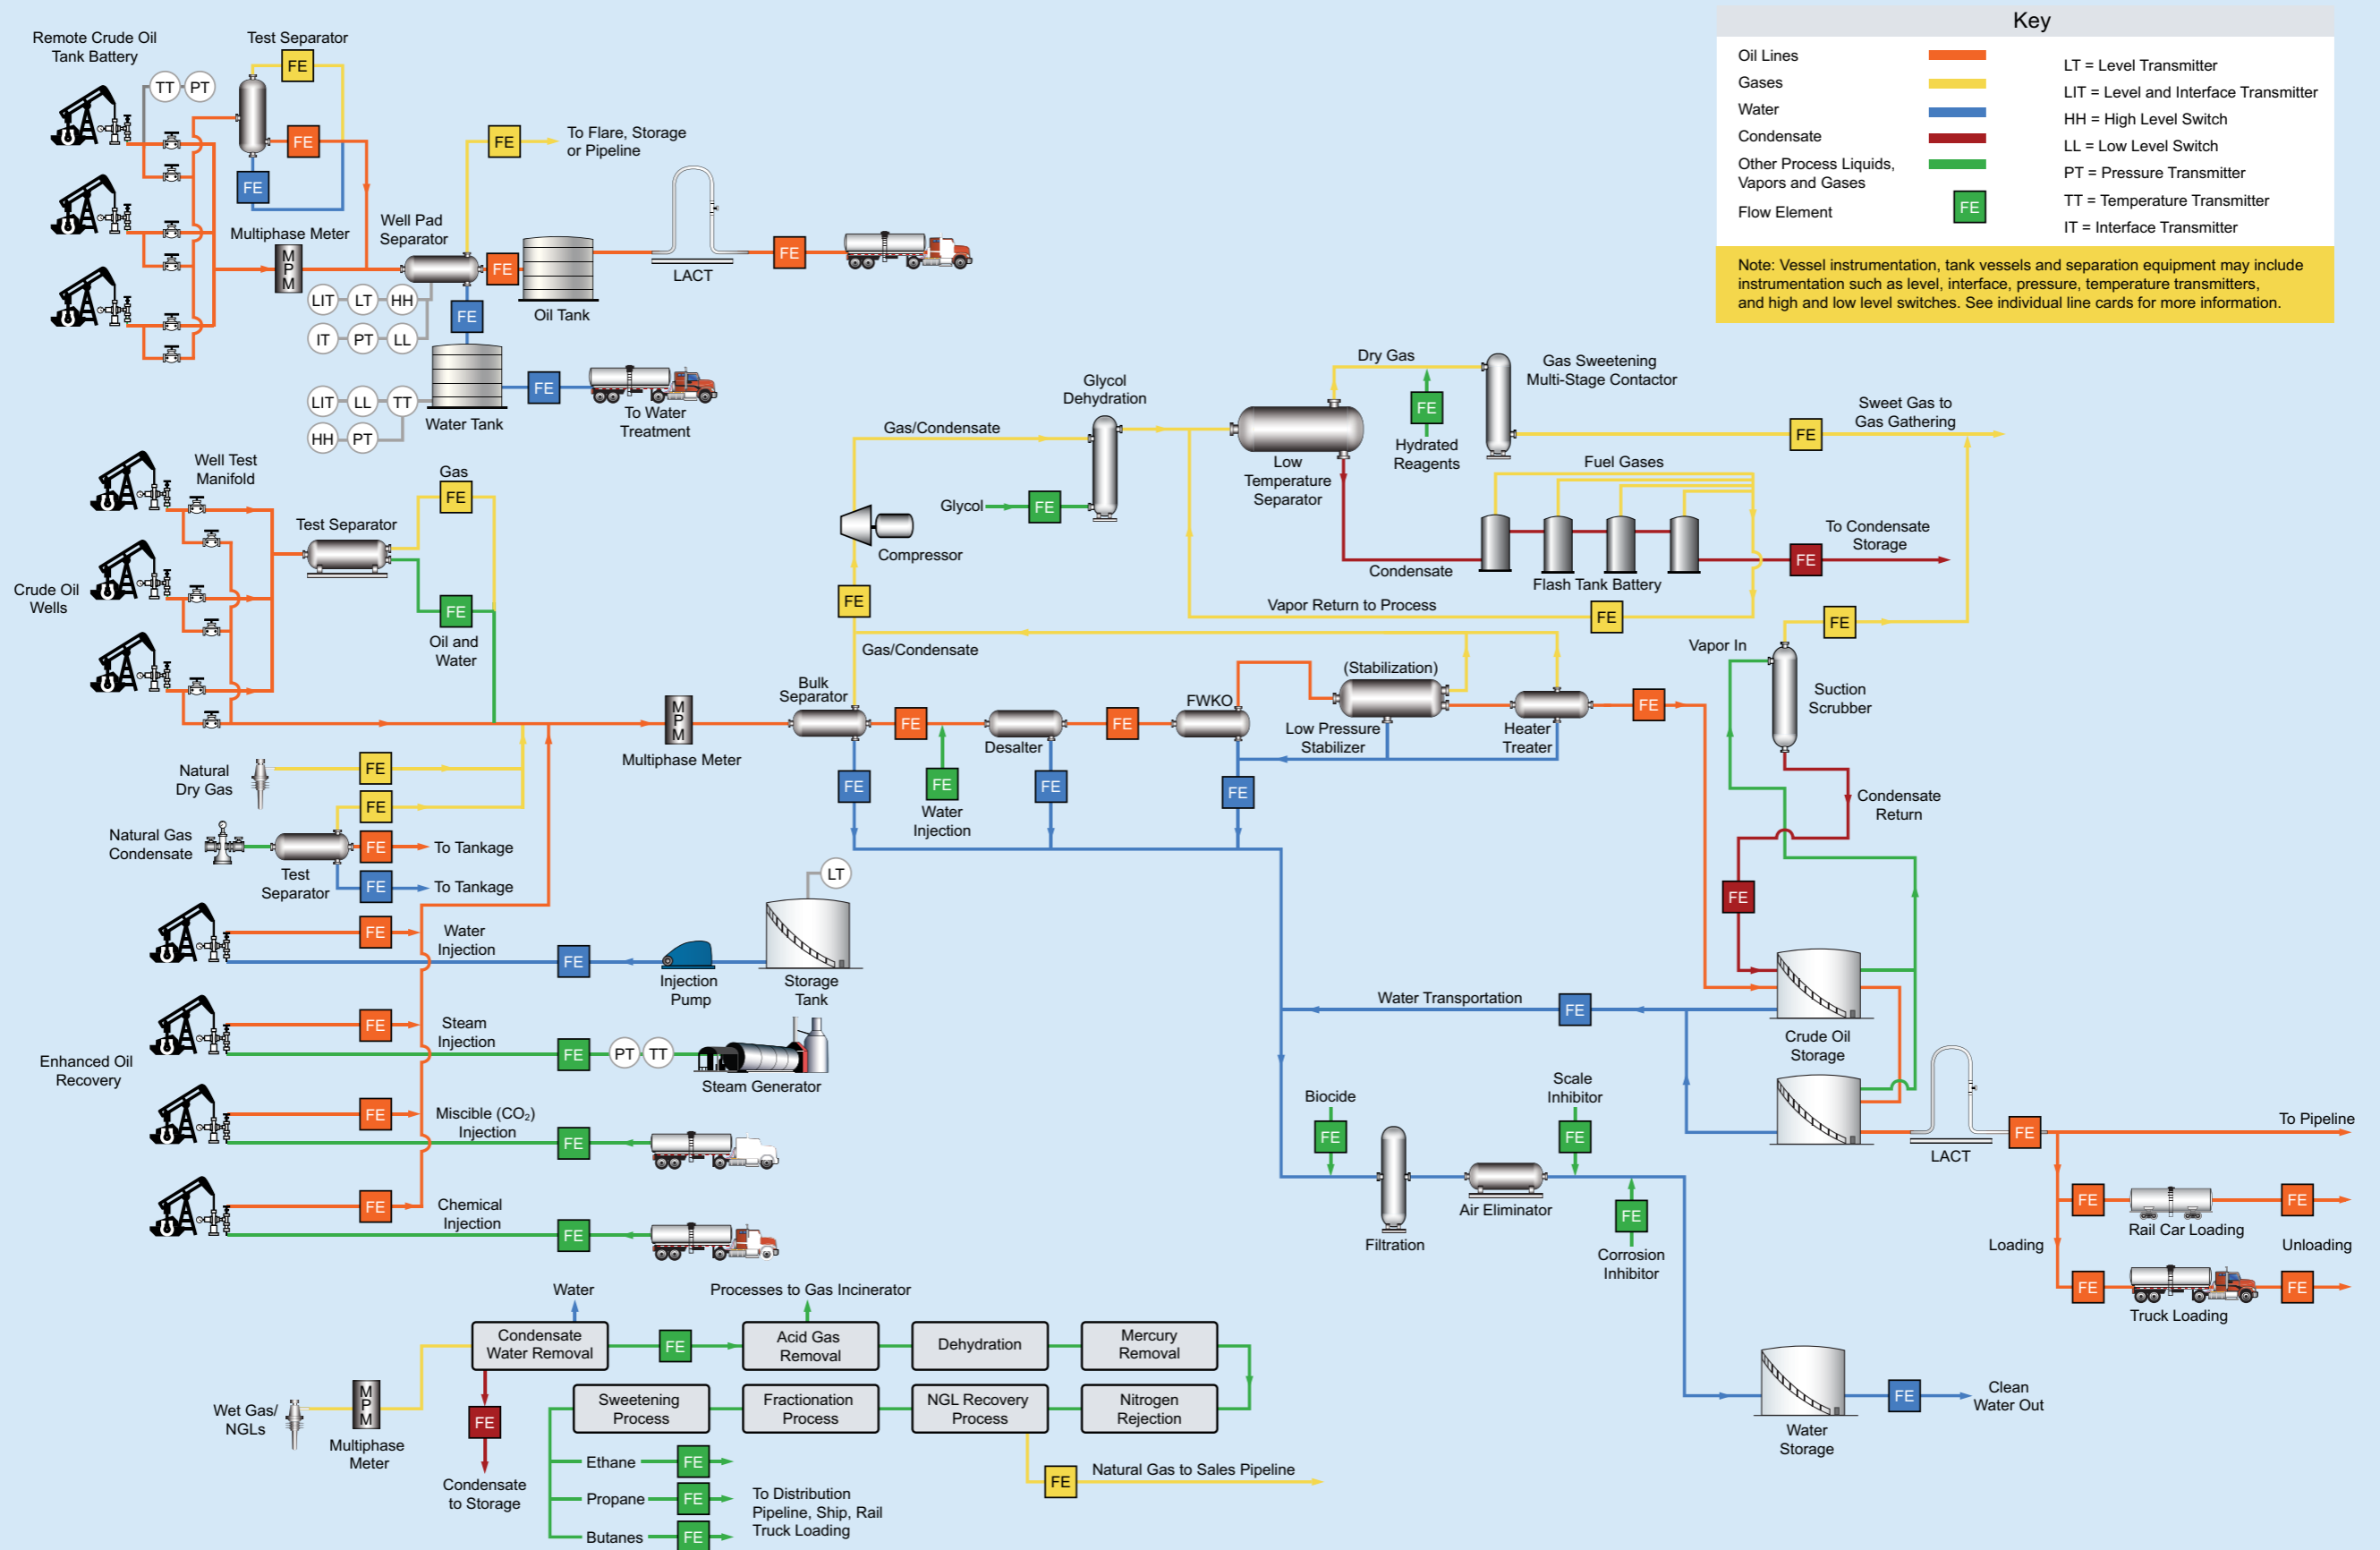 Key
Oil Lines
Gases
Water
Condensate
Other Process Liquids,
Vapors and Gases
Flow Element
FE
LT = Level Transmitter
LIT = Level and Interface Transmitter
HH = High Level Switch
LL = Low Level Switch
PT = Pressure Transmitter
TT = Temperature Transmitter
IT = Interface Transmitter
Note: Vessel instrumentation, tank vessels and separation equipment may include
instrumentation such as level, interface, pressure, temperature transmitters,
and high and low level switches. See individual line cards for more information.
Remote Crude Oil
Tank Battery
TT
PT
Test Separator
FE
FE
FE
Multiphase Meter
M
P
M
Well Pad
Separator
FE
To Flare, Storage
or Pipeline
FE
Oil Tank
LACT
FE
LIT
LT
HH
IT
PT
LL
FE
Water Tank
LIT
LL
TT
HH
PT
FE
To Water
Treatment
Crude Oil
Wells
Well Test
Manifold
Test Separator
Gas
FE
FE
Oil and
Water
Natural
Dry Gas
FE
FE
Natural Gas
Condensate
Test
Separator
FE
To Tankage
FE
To Tankage
M
P
M
Multiphase Meter
Bulk
Separator
FE
Gas/Condensate
FE
Compressor
Gas/Condensate
Glycol
FE
Glycol
Dehydration
Low
Temperature
Separator
Dry Gas
FE
Hydrated
Reagents
Gas Sweetening
Multi-Stage Contactor
FE
Sweet Gas to
Gas Gathering
Fuel Gases
Condensate
Flash Tank Battery
FE
To Condensate
Storage
Vapor Return to Process
FE
FE
FE
Water
Injection
Desalter
FE
FE
FWKO
FE
(Stabilization)
Low Pressure
Stabilizer
Heater
Treater
FE
FE
Vapor In
FE
Suction
Scrubber
Condensate
Return
FE
Enhanced Oil
Recovery
FE
Water
Injection
FE
Injection
Pump
LT
Storage
Tank
FE
Steam
Injection
FE
PT
TT
Steam Generator
FE
Miscible (CO₂)
Injection
FE
FE
Chemical
Injection
FE
Water Transportation
FE
Crude Oil
Storage
LACT
FE
To Pipeline
FE
Rail Car Loading
FE
Loading
Unloading
FE
Truck Loading
FE
Biocide
FE
Filtration
Air Eliminator
Scale
Inhibitor
FE
FE
Corrosion
Inhibitor
Water
Storage
FE
Clean
Water Out
Wet Gas/
NGLs
M
P
M
Multiphase
Meter
Water
Condensate
Water Removal
FE
Condensate
to Storage
FE
Processes to Gas Incinerator
Acid Gas
Removal
Dehydration
Mercury
Removal
Nitrogen
Rejection
NGL Recovery
Process
Fractionation
Process
Sweetening
Process
FE
Natural Gas to Sales Pipeline
Ethane
FE
Propane
FE
Butanes
FE
To Distribution
Pipeline, Ship, Rail
Truck Loading